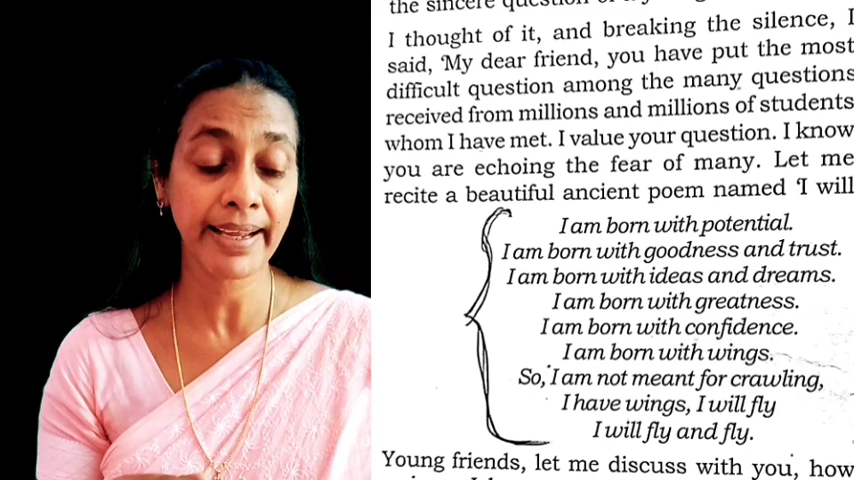 the sincere question of
I thought of it, and breaking the silence, I
said, 'My dear friend, you have put the most
difficult question among the many questions
received from millions and millions of students
whom I have met. I value your question. I know
you are echoing the fear of many. Let me
recite a beautiful ancient poem named 'I will
I am born with potential.
I am born with goodness and trust.
I am born with ideas and dreams.
I am born with greatness.
I am born with confidence.
I am born with wings.
So, I am not meant for crawling,
I have wings, I will fly
I will fly and fly.
Young friends, let me discuss with you, how